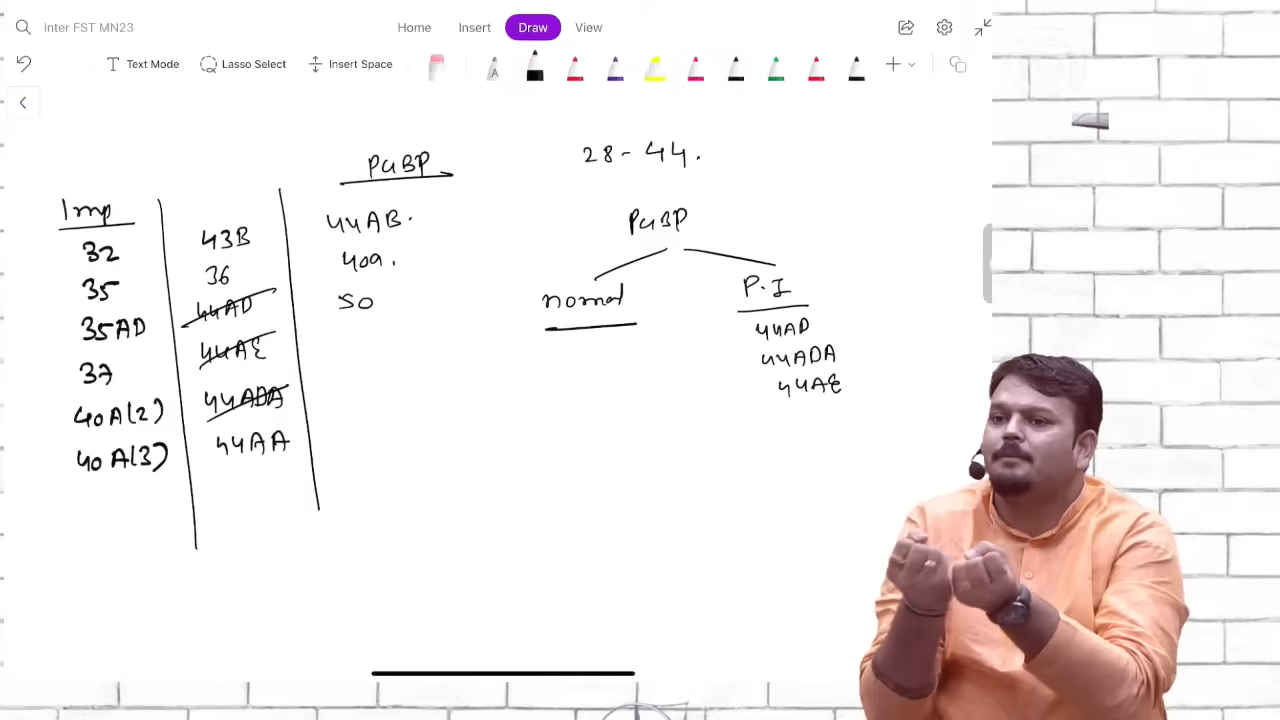 Inter FST MN23
Home Insert Draw View
Text Mode Lasso Select Insert Space
PGBP
28 - 44.
Imp
32
35
35AD
37
40A(2)
40A(3)
43B
36
44AD
44AE
44ADA
44AA
44AB.
40a.
50
PGBP
normal
P.I
44AD
44ADA
44AE